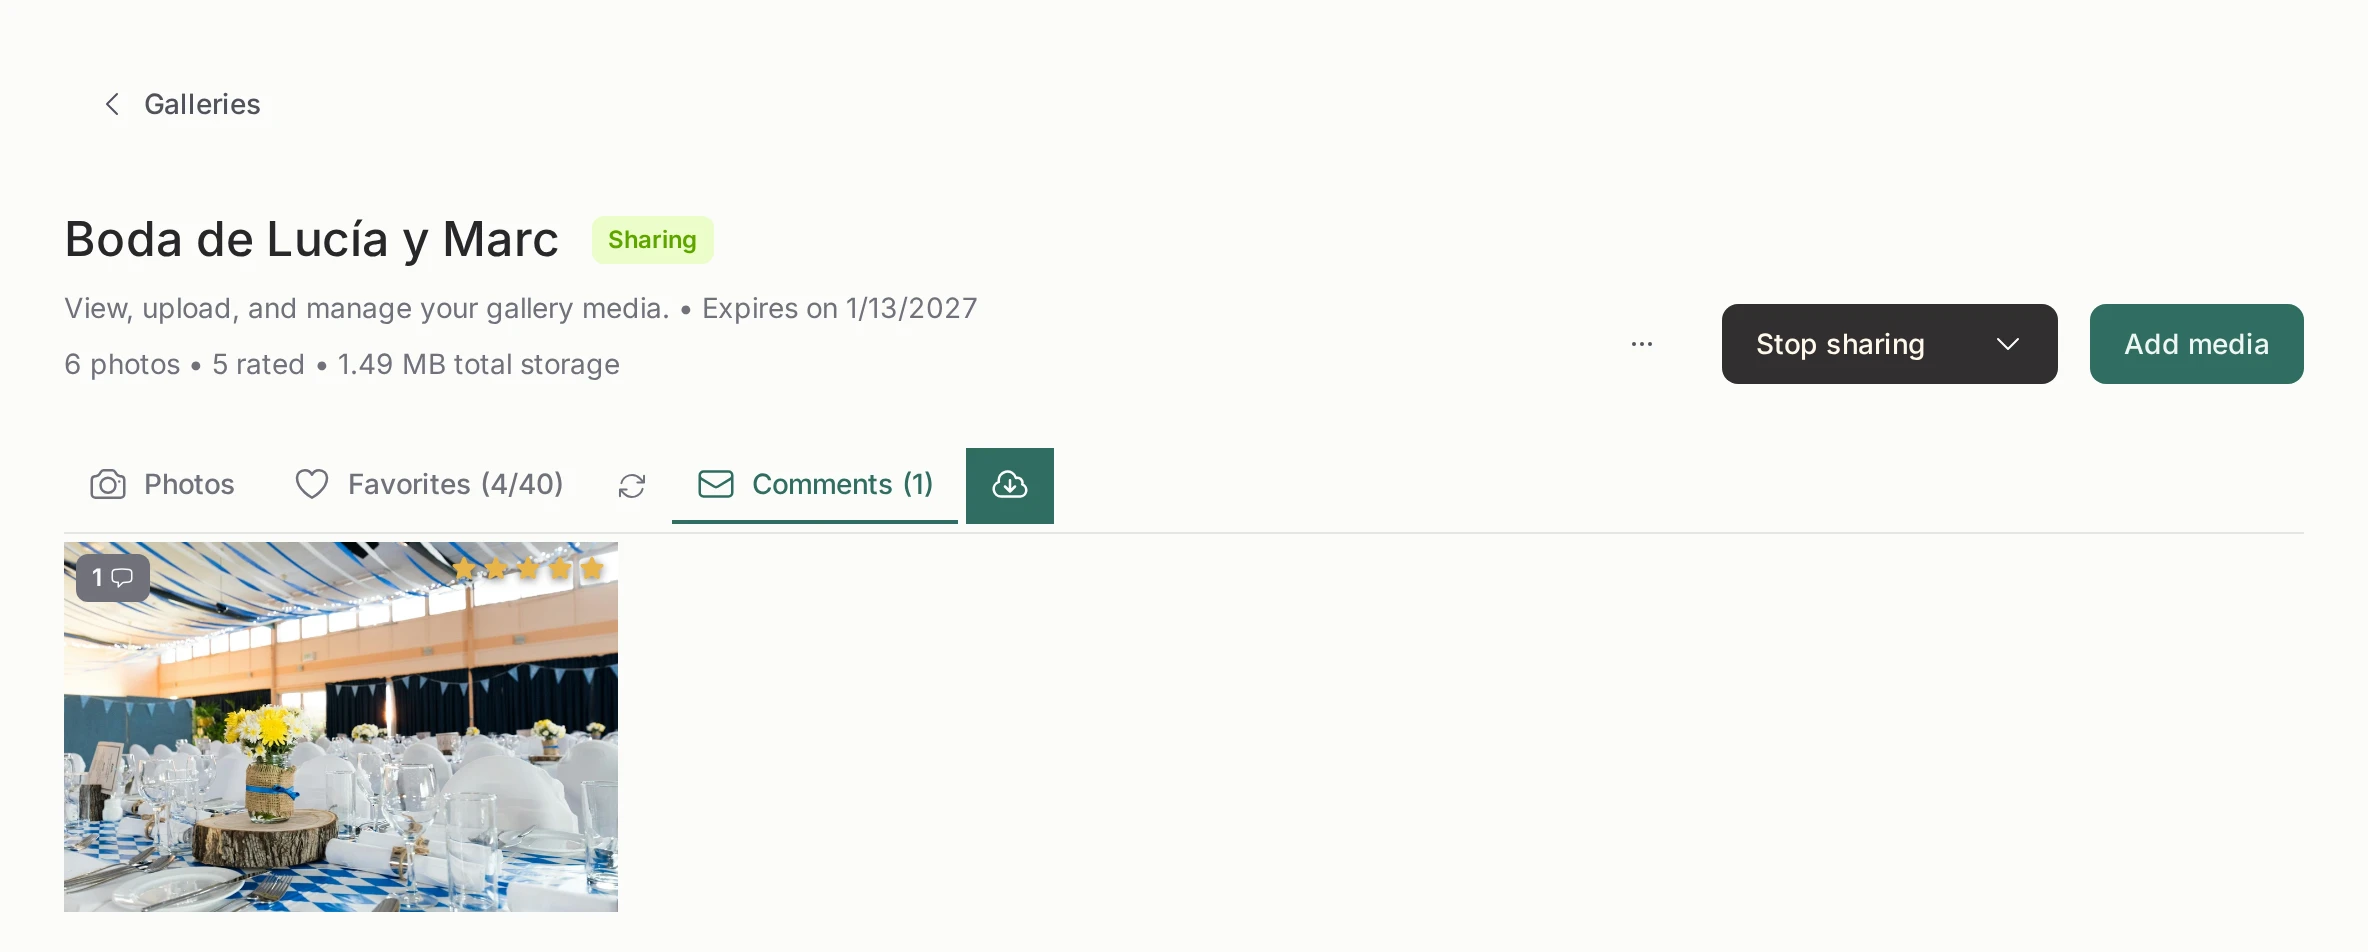 Galleries
Boda de Lucía y Marc Sharing
View, upload, and manage your gallery media. • Expires on 1/13/2027
6 photos • 5 rated • 1.49 MB total storage
... Stop sharing Add media
Photos Favorites (4/40) Comments (1)
1